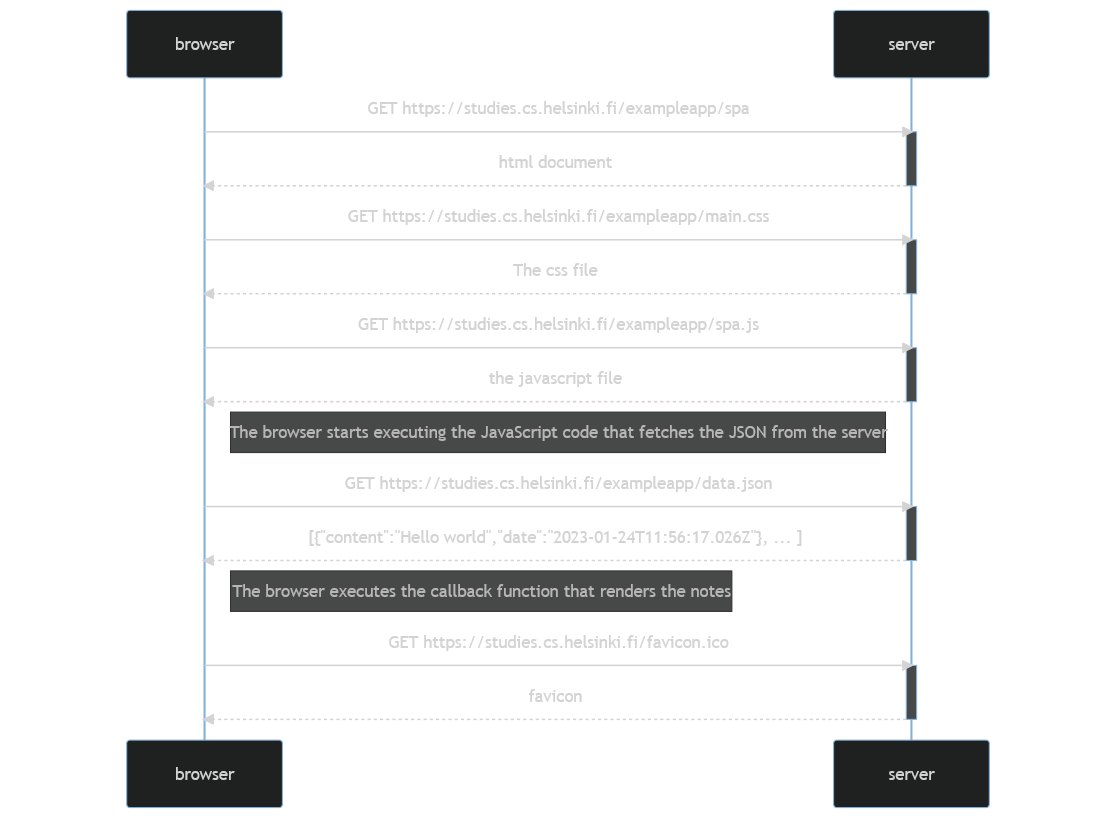 browser server
GET https://studies.cs.helsinki.fi/exampleapp/spa
html document
GET https://studies.cs.helsinki.fi/exampleapp/main.css
The css file
GET https://studies.cs.helsinki.fi/exampleapp/spa.js
the javascript file
The browser starts executing the JavaScript code that fetches the JSON from the server
GET https://studies.cs.helsinki.fi/exampleapp/data.json
[{"content":"Hello world","date":"2023-01-24T11:56:17.026Z"}, ... ]
The browser executes the callback function that renders the notes
GET https://studies.cs.helsinki.fi/favicon.ico
favicon
browser server